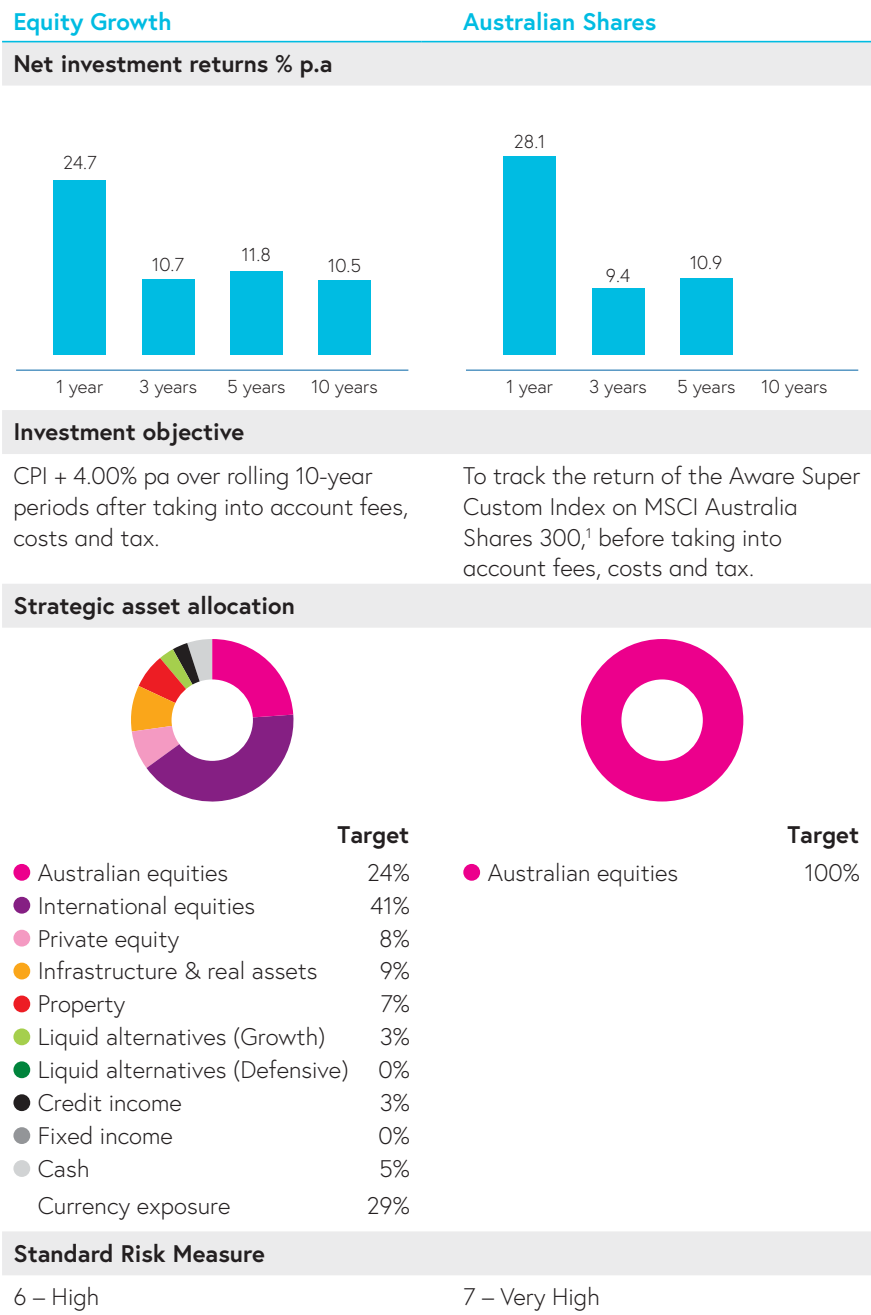 Equity Growth
Australian Shares
Net investment returns % p.a
24.7
10.7
11.8
10.5
1 year
3 years
5 years
10 years
28.1
9.4
10.9
1 year
3 years
5 years
10 years
Investment objective
CPI + 4.00% pa over rolling 10-year
periods after taking into account fees,
costs and tax.
To track the return of the Aware Super
Custom Index on MSCI Australia
Shares 300,¹ before taking into
account fees, costs and tax.
Strategic asset allocation
Target
Australian equities 24%
International equities 41%
Private equity 8%
Infrastructure & real assets 9%
Property 7%
Liquid alternatives (Growth) 3%
Liquid alternatives (Defensive) 0%
Credit income 3%
Fixed income 0%
Cash 5%
Currency exposure 29%
Target
Australian equities 100%
Standard Risk Measure
6 – High
7 – Very High